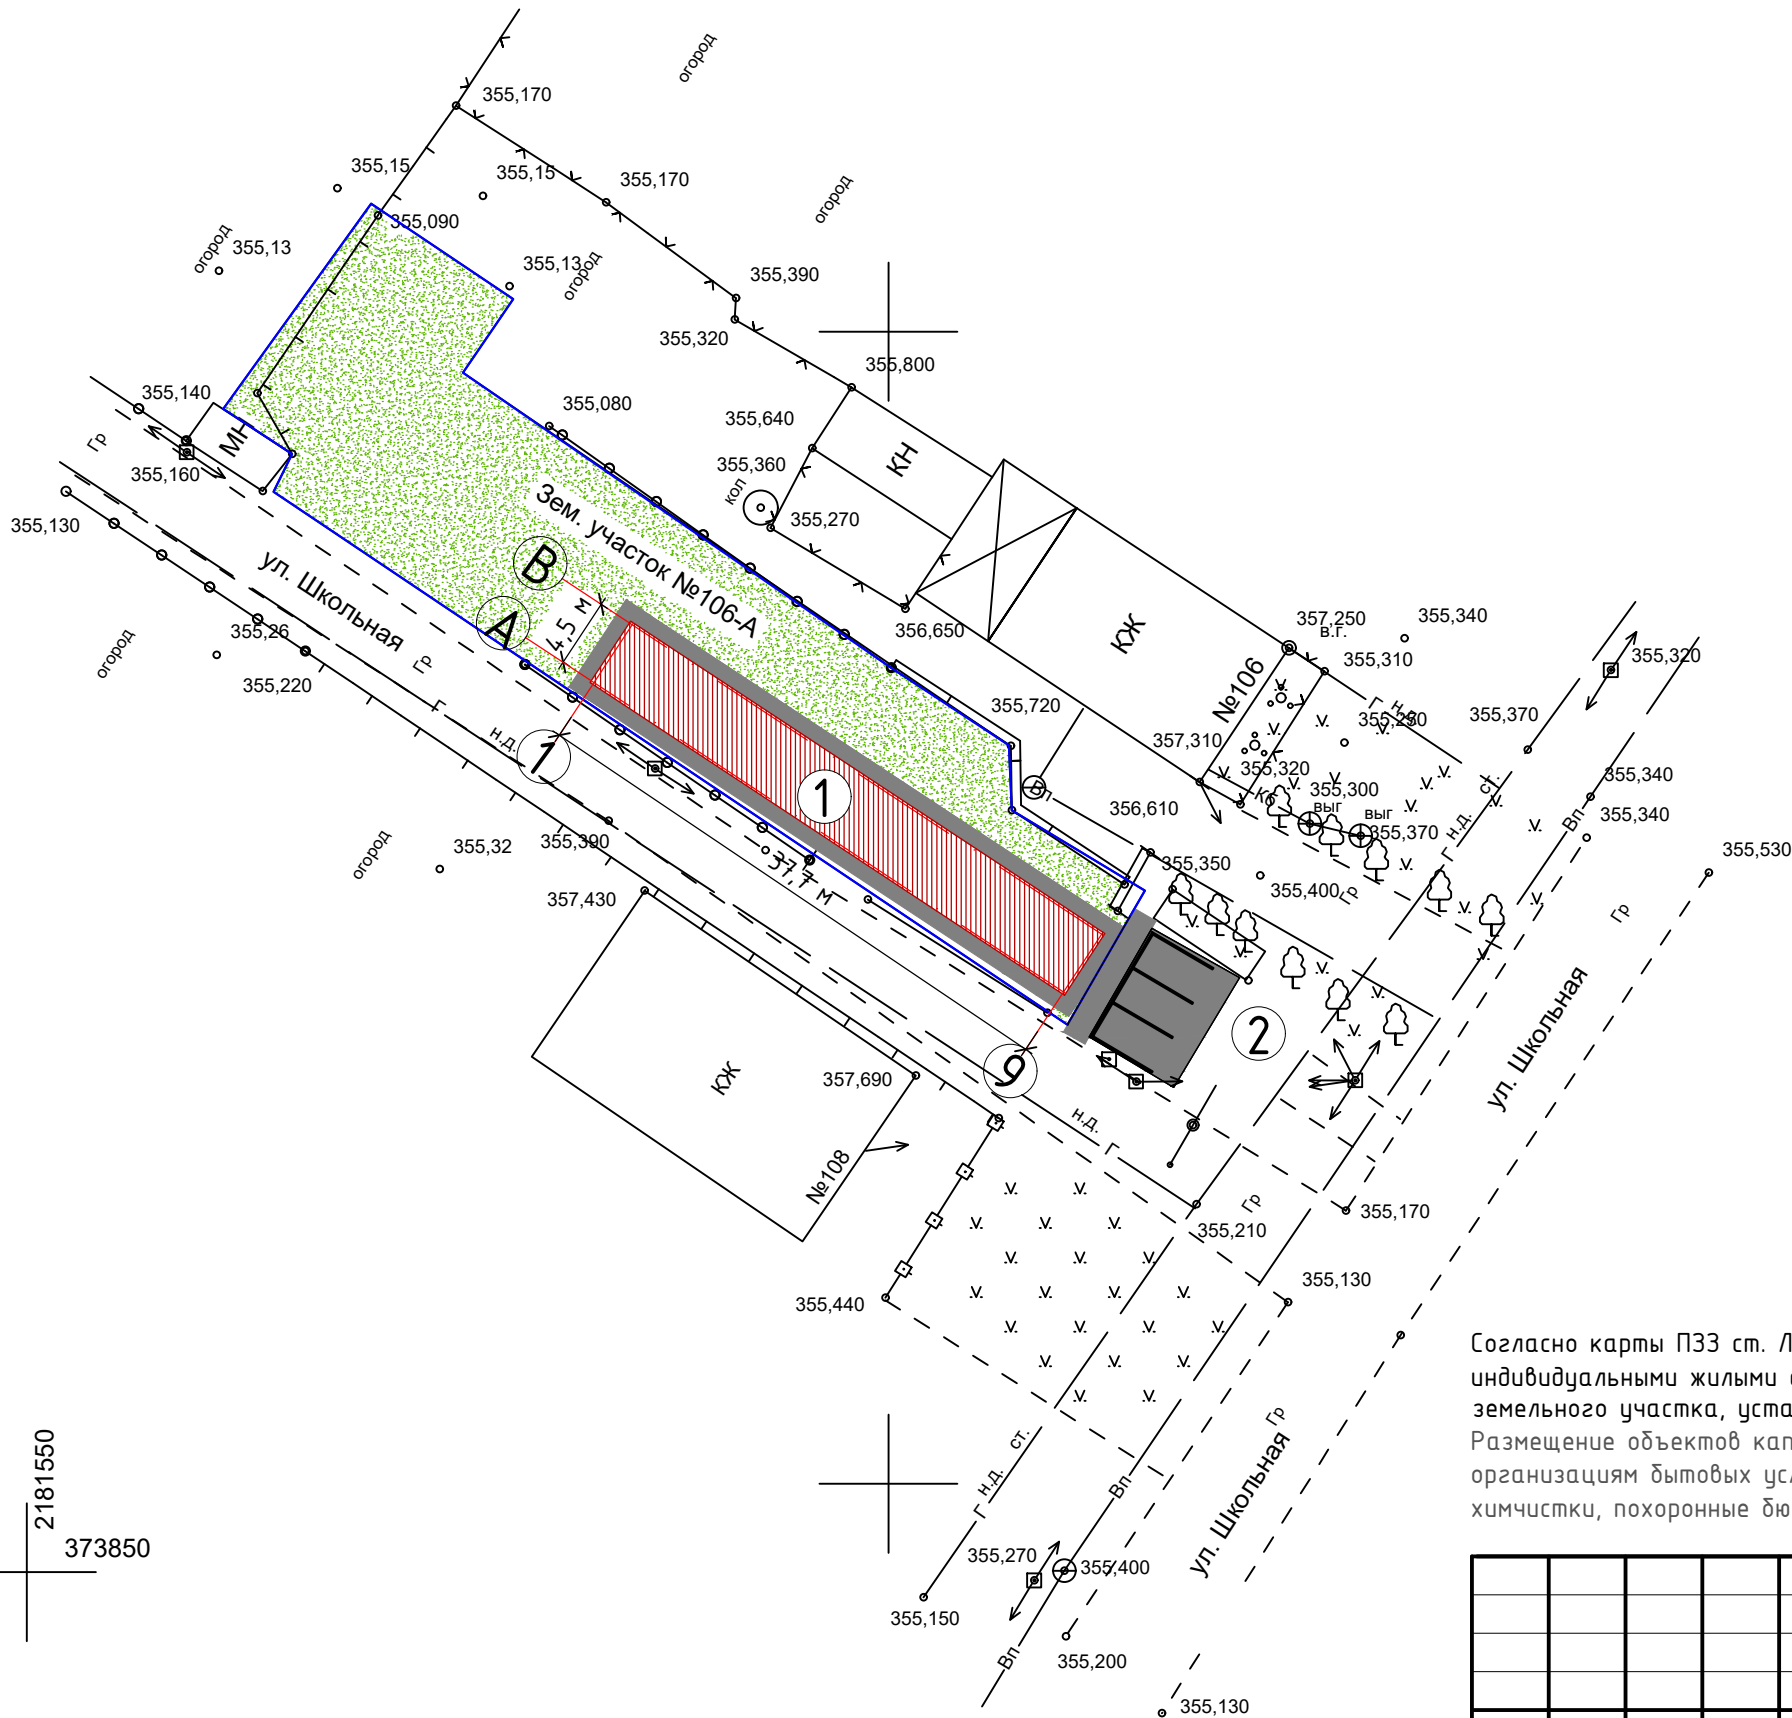 огород
355,170
355,15
355,15
355,170
огород
355,090
огород
355,13
355,13
огород
355,390
355,320
355,800
355,140
МН
Гр
355,080
355,640
КН
355,160
355,360
кол
355,130
355,270
Зем. участок №106-А
ул. Школьная
В
А
4,5 м
355,26
огород
Гр
355,220
Г
н.д.
1
1
356,650
КЖ
357,250
в.г.
355,340
355,310
355,320
№106
Г
н.д.
355,250
355,370
355,720
357,310
355,320
355,300
355,340
Вп
Кб
выг
выг
355,370
356,610
ст.
н.д.
Г
Вп
355,340
355,530
355,32
355,390
огород
37,7 м
355,350
355,400
Гр
Гр
357,430
2
ул. Школьная
КЖ
357,690
9
н.д.
Г
№108
Гр
355,210
355,170
355,130
355,440
Согласно карты ПЗЗ ст. Л
индивидуальными жилыми
земельного участка, уста
Размещение объектов кап
организациям бытовых усл
химчистки, похоронные бю
Гр
ст.
н.д.
Г
Вп
ул. Школьная
2181550
373850
355,270
355,400
355,150
Вп
355,200
355,130